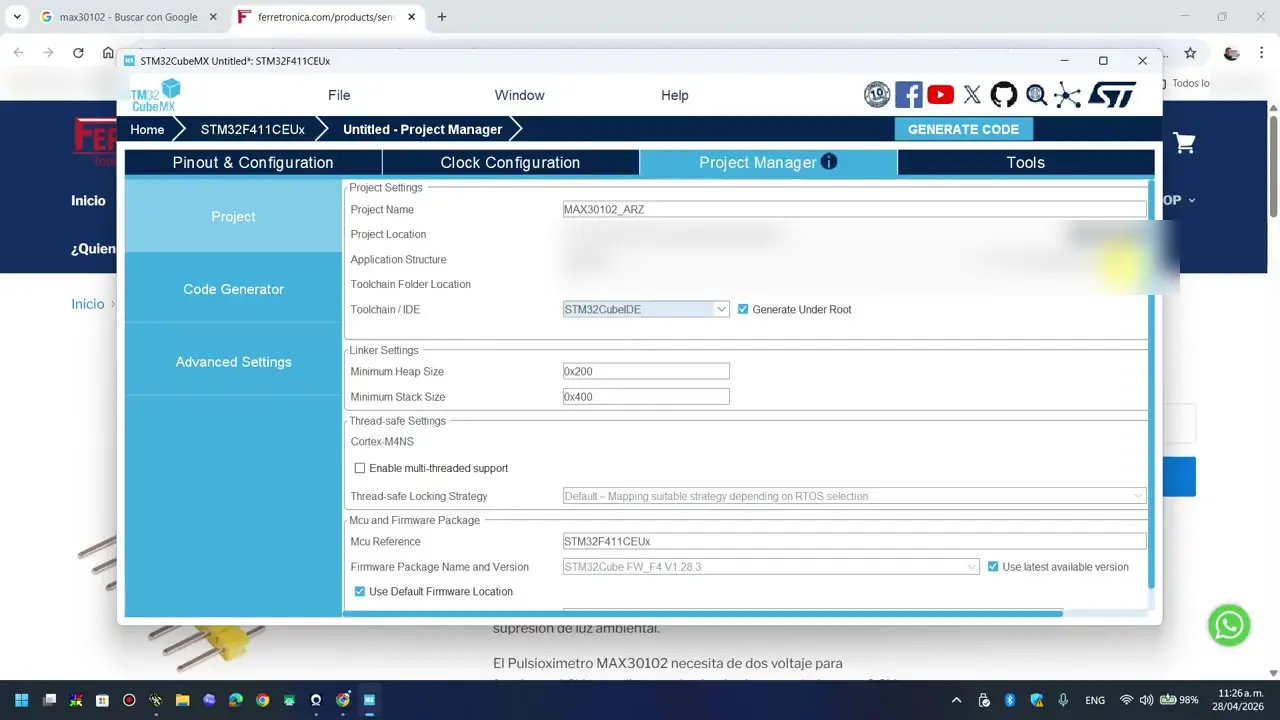 max30102 - Buscar con Google
ferretronica.com/products/sens
STM32CubeMX Untitled*: STM32F411CEUx
Todos lo
STM32
CubeMX
File
Window
Help
10
ST
Home
STM32F411CEUx
Untitled - Project Manager
GENERATE CODE
Pinout & Configuration
Clock Configuration
Project Manager
Tools
Inicio
OP
¿Quien
Inicio
Project
Code Generator
Advanced Settings
Project Settings
Project Name
MAX30102_ARZ
Project Location
Application Structure
Toolchain Folder Location
Toolchain / IDE
STM32CubeIDE
Generate Under Root
Linker Settings
Minimum Heap Size
0x200
Minimum Stack Size
0x400
Thread-safe Settings
Cortex-M4NS
Enable multi-threaded support
Thread-safe Locking Strategy
Default – Mapping suitable strategy depending on RTOS selection
Mcu and Firmware Package
Mcu Reference
STM32F411CEUx
Firmware Package Name and Version
STM32Cube FW_F4 V1.28.3
Use latest available version
Use Default Firmware Location
supresión de luz ambiental.
El Pulsioximetro MAX30102 necesita de dos voltaje para
ENG
98%
11:26 a.m.
28/04/2026